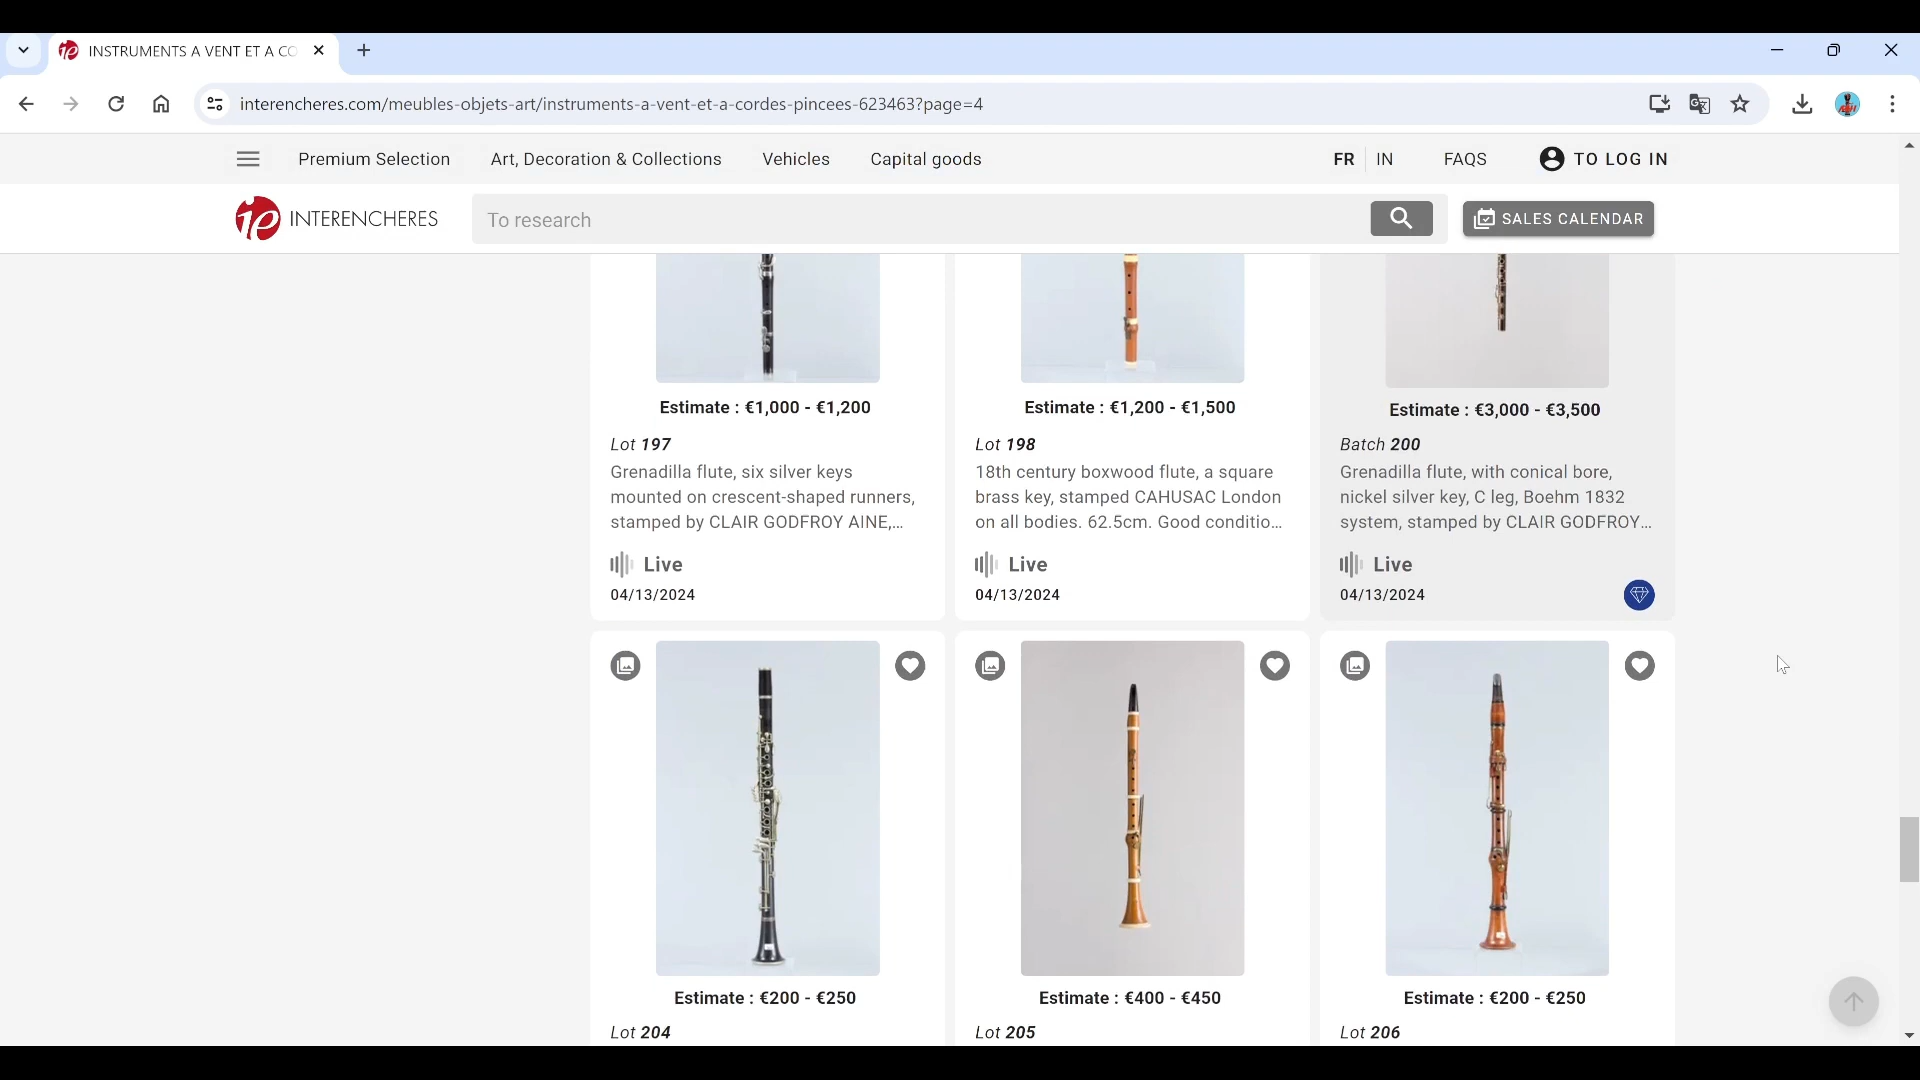 INSTRUMENTS A VENT ET A CO
interencheres.com/meubles-objets-art/instruments-a-vent-et-a-cordes-pincees-623463?page=4
Premium Selection Art, Decoration & Collections Vehicles Capital goods FR IN FAQS TO LOG IN
INTERENCHERES To research SALES CALENDAR
Estimate : €1,000 - €1,200
Lot 197
Grenadilla flute, six silver keys
mounted on crescent-shaped runners,
stamped by CLAIR GODFROY AINE,...
Live
04/13/2024
Estimate : €1,200 - €1,500
Lot 198
18th century boxwood flute, a square
brass key, stamped CAHUSAC London
on all bodies. 62.5cm. Good conditio...
Live
04/13/2024
Estimate : €3,000 - €3,500
Batch 200
Grenadilla flute, with conical bore,
nickel silver key, C leg, Boehm 1832
system, stamped by CLAIR GODFROY...
Live
04/13/2024
Estimate : €200 - €250
Lot 204
Estimate : €400 - €450
Lot 205
Estimate : €200 - €250
Lot 206